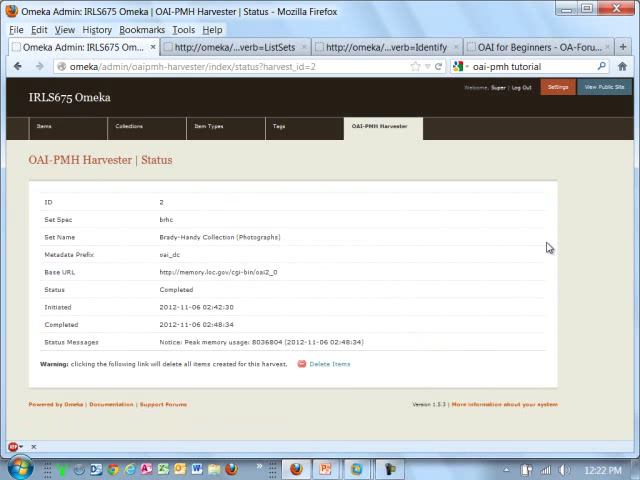 Omeka Admin: IRLS675 Omeka | OAI-PMH Harvester | Status - Mozilla Firefox
File Edit View History Bookmarks Tools Help
Omeka Admin: IRLS675 Om... × http://omeka/...verb=ListSets × http://omeka/...verb=Identify × OAI for Beginners - OA-Foru... × +
omeka/admin/oaipmh-harvester/index/status?harvest_id=2 oai-pmh tutorial
Welcome, Super | Log Out Settings View Public Site
IRLS675 Omeka
Items Collections Item Types Tags OAI-PMH Harvester
OAI-PMH Harvester | Status
ID 2
Set Spec brhc
Set Name Brady-Handy Collection (Photographs)
Metadata Prefix oai_dc
Base URL http://memory.loc.gov/cgi-bin/oai2_0
Status Completed
Initiated 2012-11-06 02:42:30
Completed 2012-11-06 02:48:34
Status Messages Notice: Peak memory usage: 8036804 (2012-11-06 02:48:34)
Warning: clicking the following link will delete all items created for this harvest. Delete Items
Powered by Omeka | Documentation | Support Forums Version 1.5.3 | More information about your system
12:22 PM